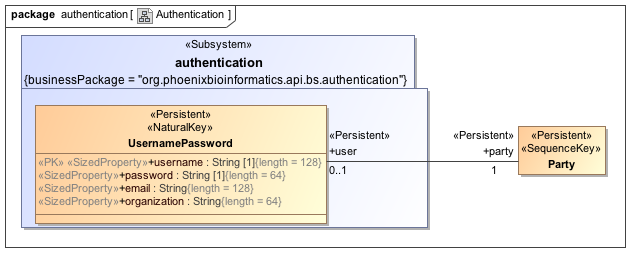 package authentication [ Authentication ]
«Subsystem»
authentication
{businessPackage = "org.phoenixbioinformatics.api.bs.authentication"}
«Persistent»
«NaturalKey»
UsernamePassword
«PK» «SizedProperty»+username : String [1]{length = 128}
«SizedProperty»+password : String [1]{length = 64}
«SizedProperty»+email : String{length = 128}
«SizedProperty»+organization : String{length = 64}
«Persistent»
+user
0..1
«Persistent»
+party
1
«Persistent»
«SequenceKey»
Party